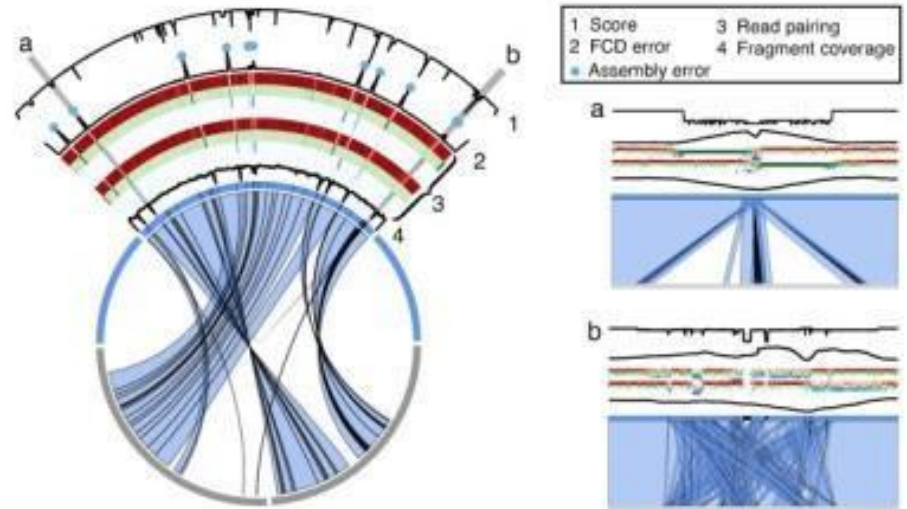 a
b
1
2
3
4
1 Score
3 Read pairing
2 FCD error
4 Fragment coverage
Assembly error
a
b